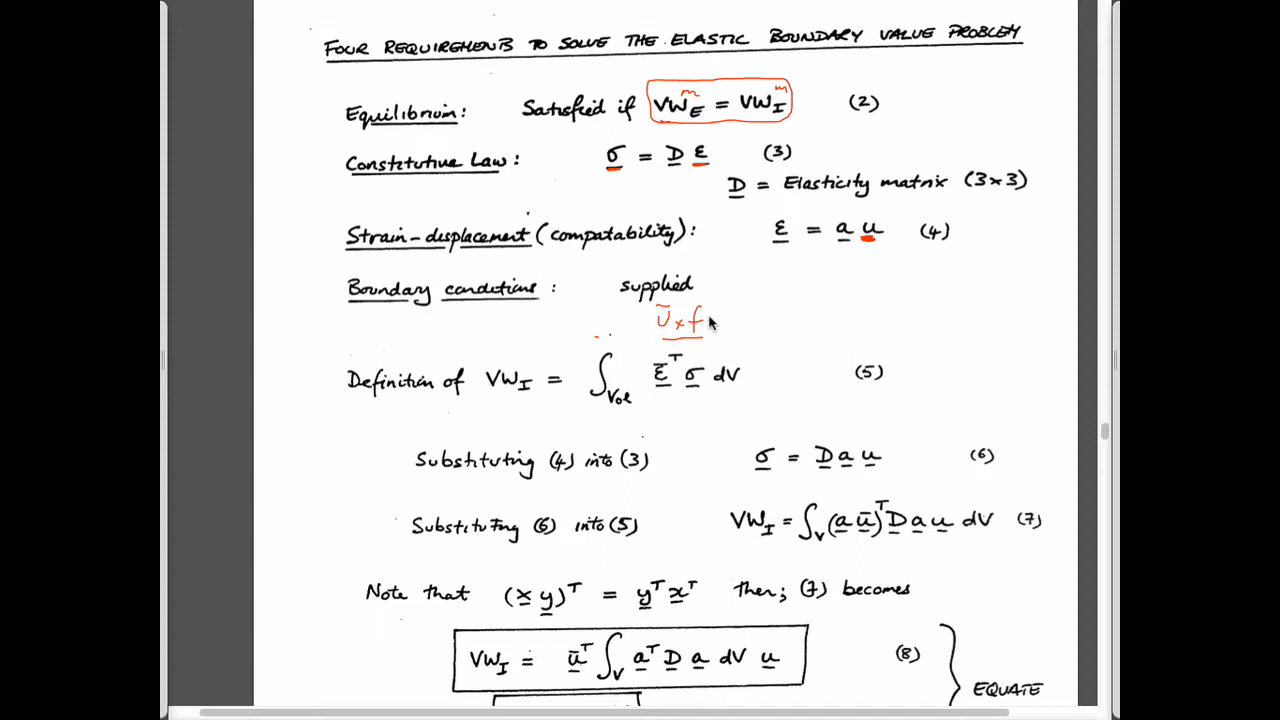 FOUR REQUIREMENTS TO SOLVE THE ELASTIC BOUNDARY VALUE PROBLEM
Equilibrium: Satisfied if VW_E^m = VW_I^m (2)
Constitutive Law: σ = D ε (3)
D = Elasticity matrix (3×3)
Strain-displacement (compatability): ε = a u (4)
Boundary conditions: supplied
ū × f
Definition of VW_I = ∫_Vol ε̄^T σ dV (5)
Substituting (4) into (3) σ = D a u (6)
Substituting (6) into (5) VW_I = ∫_V (a ū)^T D a u dV (7)
Note that (x y)^T = y^T x^T then; (7) becomes
VW_I = ū^T ∫_V a^T D a dV u (8)
EQUATE